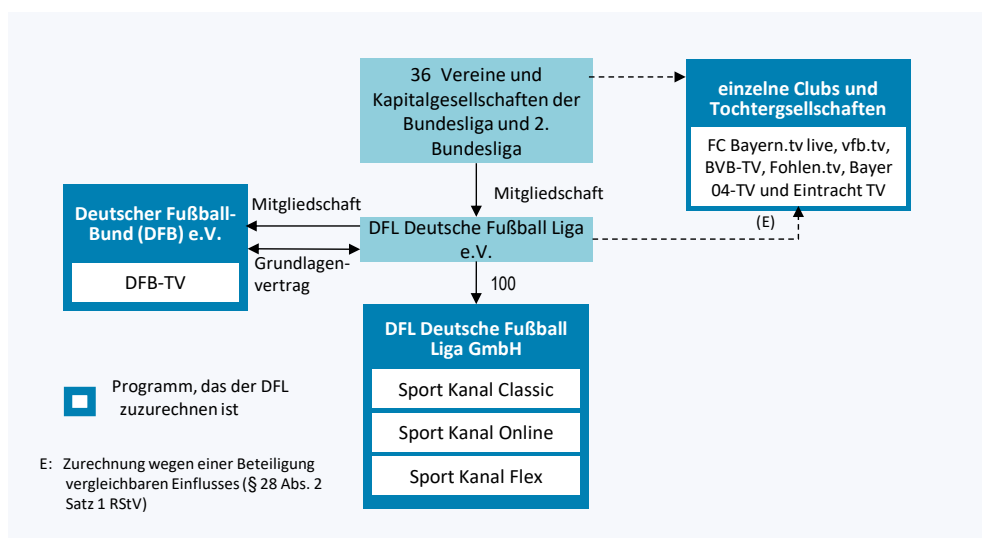 36 Vereine und
Kapitalgesellschaften der
Bundesliga und 2.
Bundesliga
einzelne Clubs und
Tochtergsellschaften
FC Bayern.tv live, vfb.tv,
BVB-TV, Fohlen.tv, Bayer
04-TV und Eintracht TV
(E)
Mitgliedschaft
Deutscher Fußball-
Bund (DFB) e.V.
DFB-TV
Mitgliedschaft
Grundlagen-
vertrag
DFL Deutsche Fußball Liga
e.V.
100
DFL Deutsche Fußball
Liga GmbH
Sport Kanal Classic
Sport Kanal Online
Sport Kanal Flex
Programm, das der DFL
zuzurechnen ist
E: Zurechnung wegen einer Beteiligung
vergleichbaren Einflusses (§ 28 Abs. 2
Satz 1 RStV)